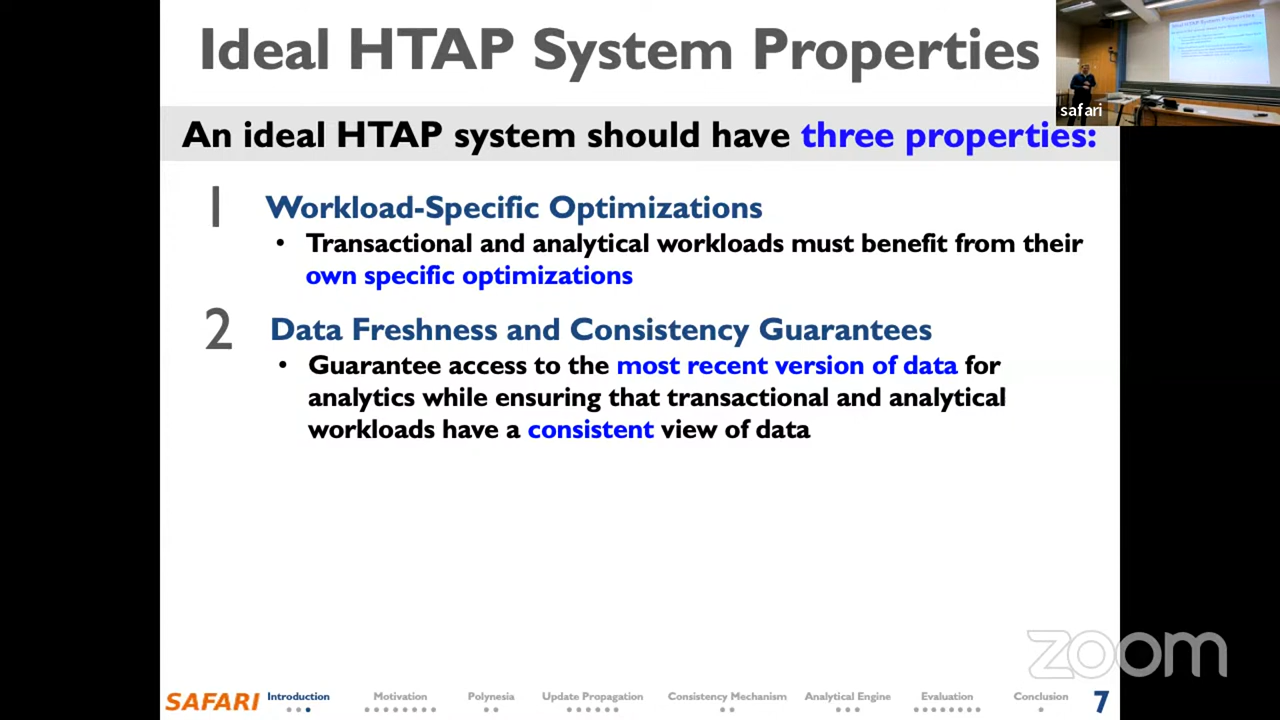 Ideal HTAP System Properties
safari
An ideal HTAP system should have three properties:
1 Workload-Specific Optimizations
• Transactional and analytical workloads must benefit from their
own specific optimizations
2 Data Freshness and Consistency Guarantees
• Guarantee access to the most recent version of data for
analytics while ensuring that transactional and analytical
workloads have a consistent view of data
zoom
SAFARI Introduction Motivation Polynesia Update Propagation Consistency Mechanism Analytical Engine Evaluation Conclusion 7